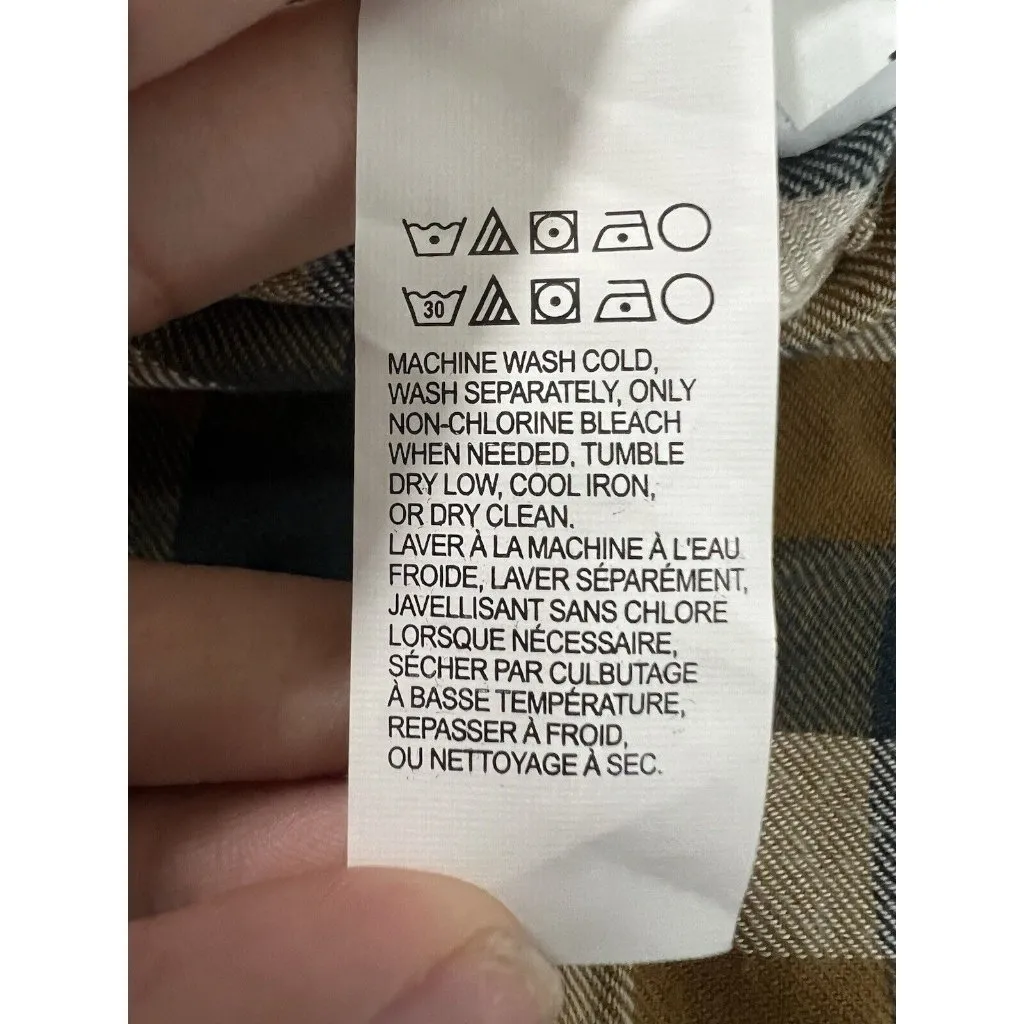 30
MACHINE WASH COLD,
WASH SEPARATELY, ONLY
NON-CHLORINE BLEACH
WHEN NEEDED, TUMBLE
DRY LOW, COOL IRON,
OR DRY CLEAN.
LAVER À LA MACHINE À L'EAU
FROIDE, LAVER SÉPARÉMENT,
JAVELLISANT SANS CHLORE
LORSQUE NÉCESSAIRE,
SÉCHER PAR CULBUTAGE
À BASSE TEMPÉRATURE,
REPASSER À FROID,
OU NETTOYAGE À SEC.